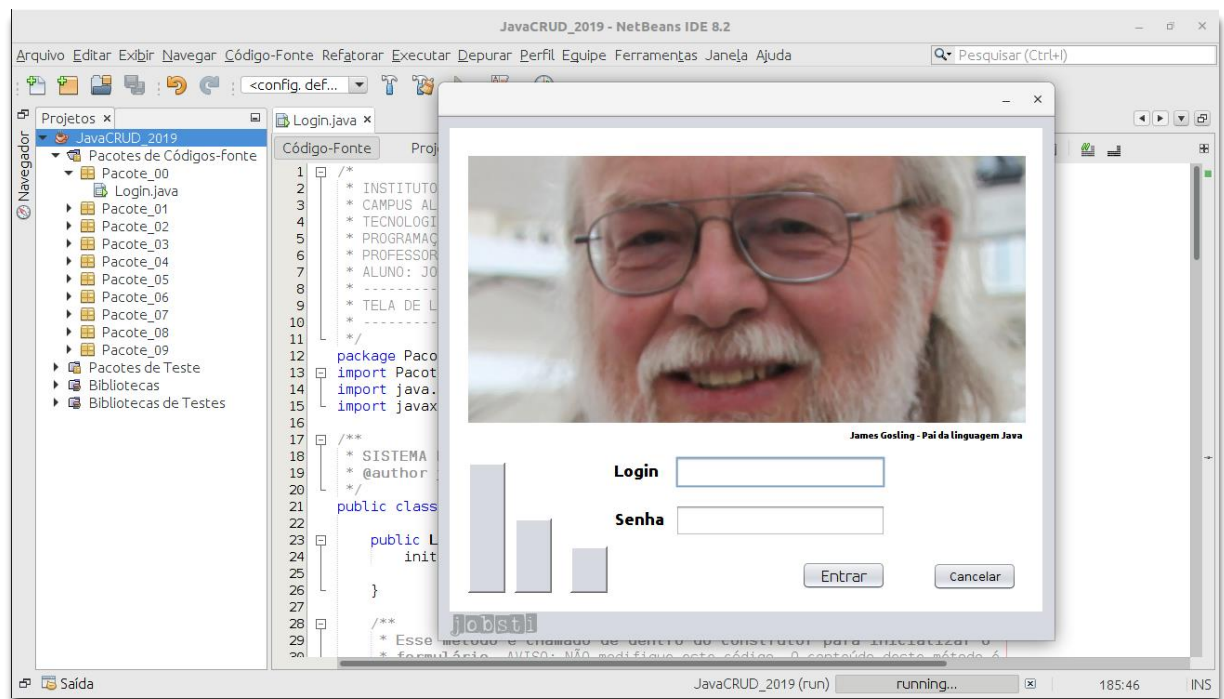 JavaCRUD_2019 - NetBeans IDE 8.2
Arquivo Editar Exibir Navegar Código-Fonte Refatorar Executar Depurar Perfil Equipe Ferramentas Janela Ajuda
Pesquisar (Ctrl+I)
<config. def...
Projetos
Login.java
Navegador
JavaCRUD_2019
Pacotes de Códigos-fonte
Pacote_00
Login.java
Pacote_01
Pacote_02
Pacote_03
Pacote_04
Pacote_05
Pacote_06
Pacote_07
Pacote_08
Pacote_09
Pacotes de Teste
Bibliotecas
Bibliotecas de Testes
Código-Fonte Proj
1 /*
2 * INSTITUTO
3 * CAMPUS AL
4 * TECNOLOGI
5 * PROGRAMAÇ
6 * PROFESSOR
7 * ALUNO: JO
8 * ---------
9 * TELA DE L
10 * ---------
11 */
12 package Paco
13 import Pacot
14 import java.
15 import javax
16
17 /**
18 * SISTEMA
19 * @author j
20 */
21 public class
22
23 public L
24 init
25
26 }
27
28 /**
29 * Esse método é chamado de dentro do construtor para inicializar o
30 * formulário. AVISO: NÃO modifique este código. O conteúdo deste método é
James Gosling - Pai da linguagem Java
Login
Senha
Entrar Cancelar
jobsti
Saída
JavaCRUD_2019 (run) running... 185:46 INS